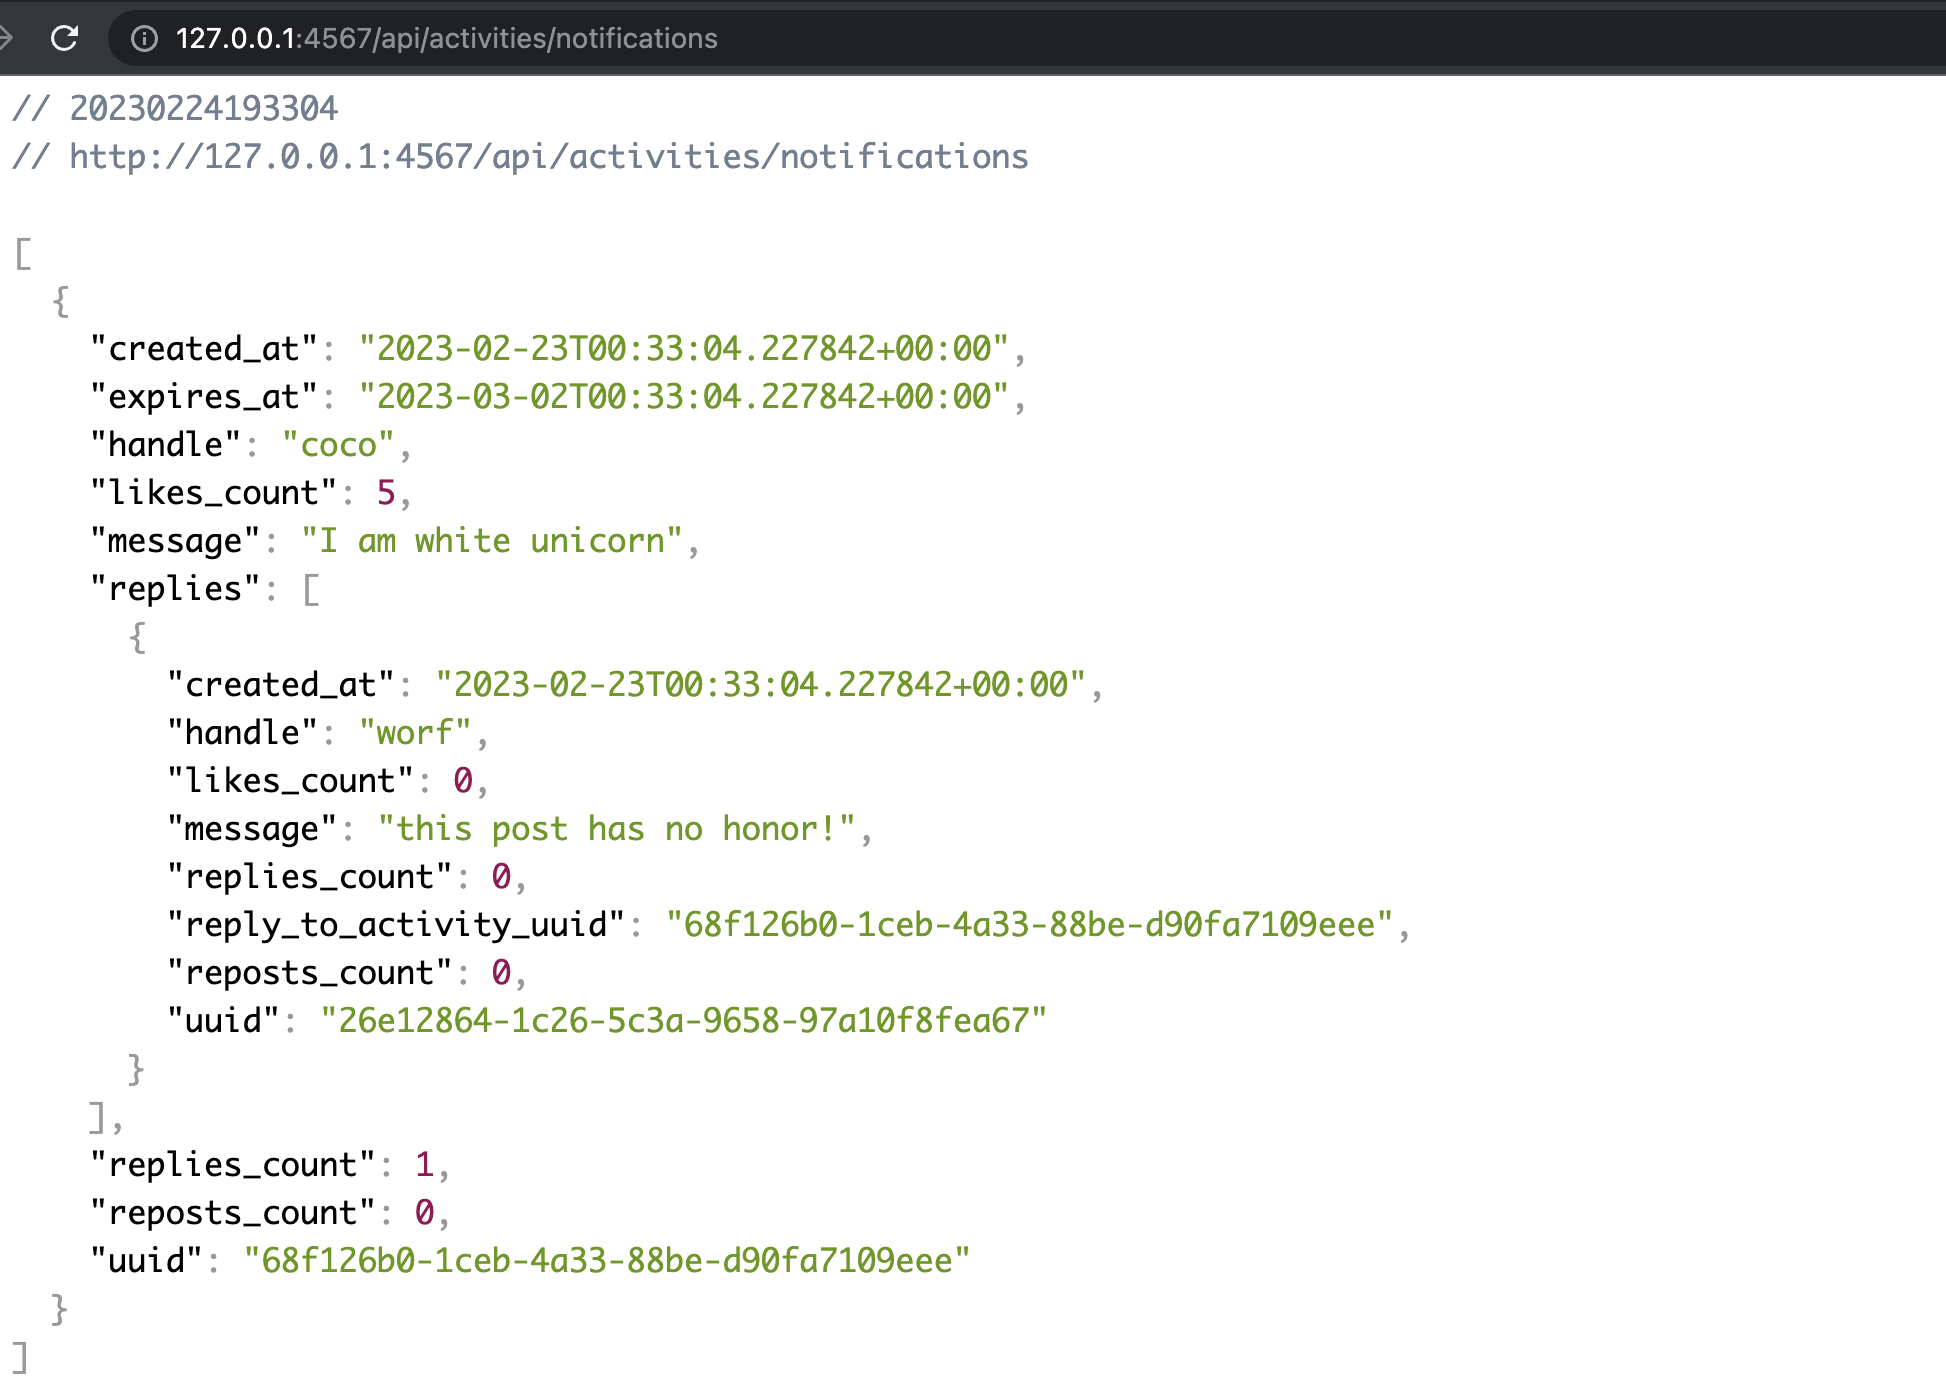 127.0.0.1:4567/api/activities/notifications
// 20230224193304
// http://127.0.0.1:4567/api/activities/notifications
[
  {
    "created_at": "2023-02-23T00:33:04.227842+00:00",
    "expires_at": "2023-03-02T00:33:04.227842+00:00",
    "handle": "coco",
    "likes_count": 5,
    "message": "I am white unicorn",
    "replies": [
      {
        "created_at": "2023-02-23T00:33:04.227842+00:00",
        "handle": "worf",
        "likes_count": 0,
        "message": "this post has no honor!",
        "replies_count": 0,
        "reply_to_activity_uuid": "68f126b0-1ceb-4a33-88be-d90fa7109eee",
        "reposts_count": 0,
        "uuid": "26e12864-1c26-5c3a-9658-97a10f8fea67"
      }
    ],
    "replies_count": 1,
    "reposts_count": 0,
    "uuid": "68f126b0-1ceb-4a33-88be-d90fa7109eee"
  }
]